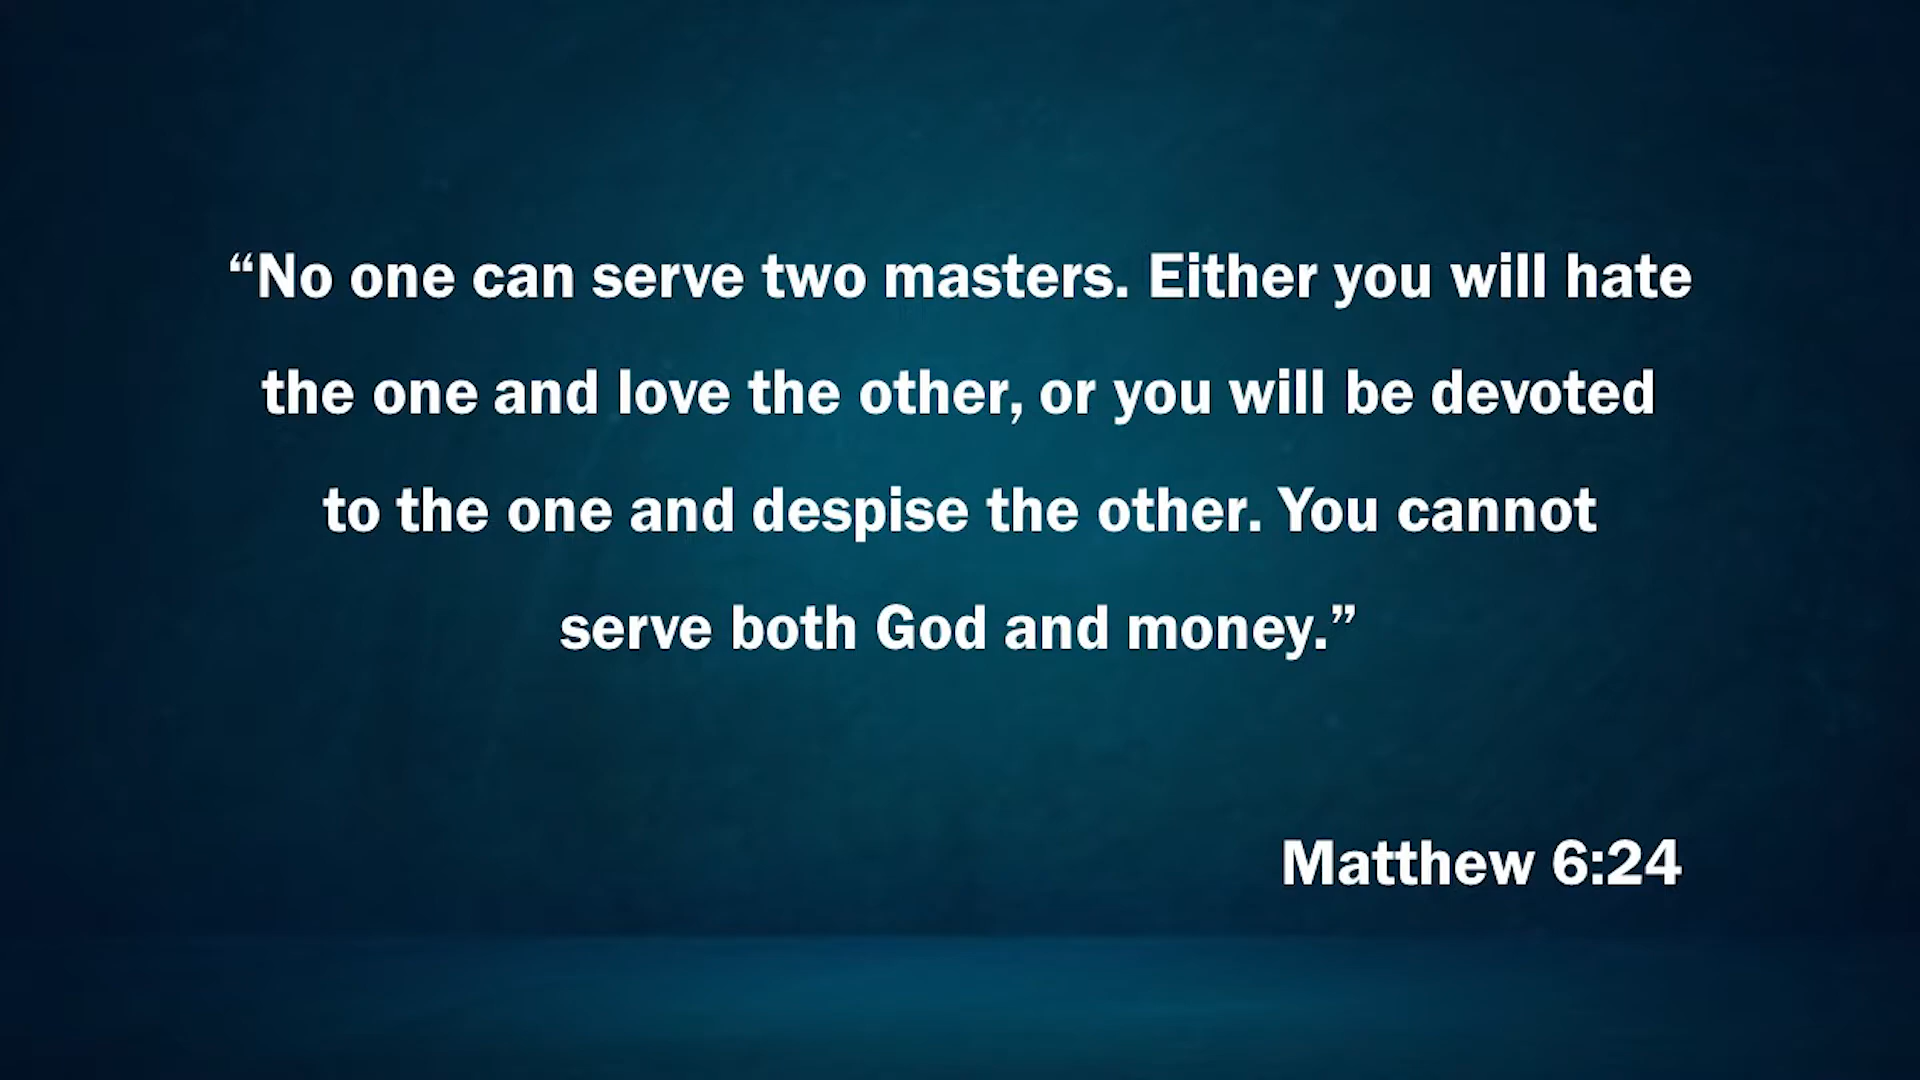 “No one can serve two masters. Either you will hate
the one and love the other, or you will be devoted
to the one and despise the other. You cannot
serve both God and money.”
Matthew 6:24